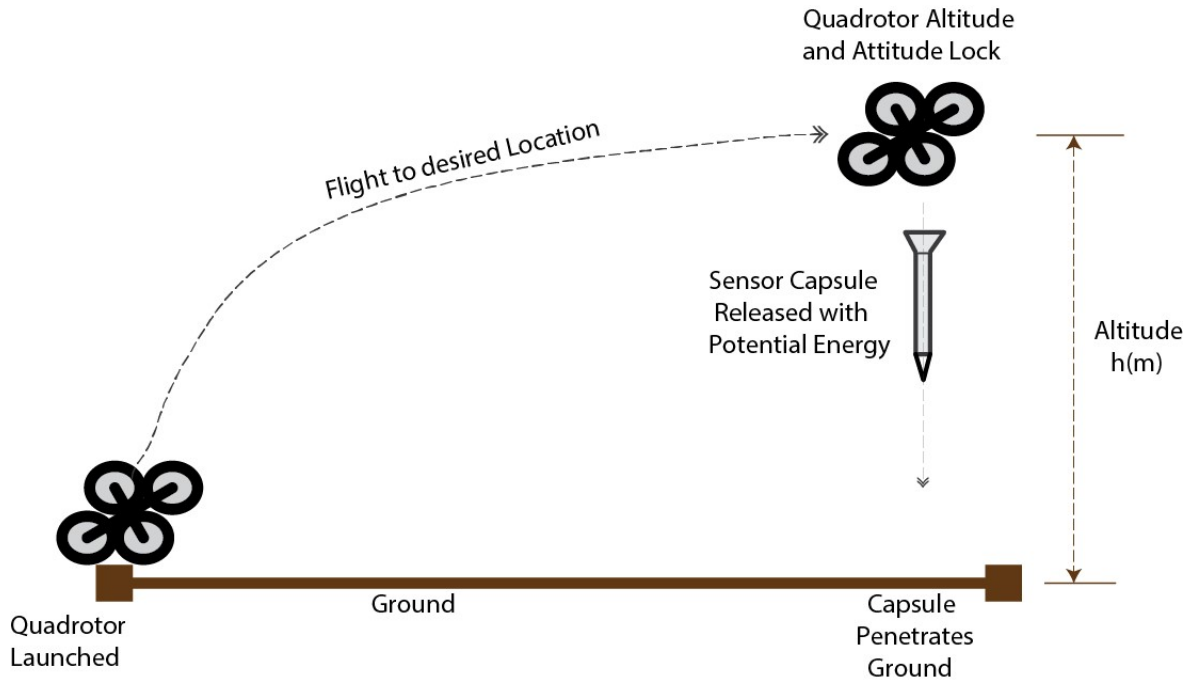 Quadrotor Altitude
and Attitude Lock
Flight to desired Location
Sensor Capsule
Released with
Potential Energy
Altitude
h(m)
Ground
Capsule
Penetrates
Ground
Quadrotor
Launched